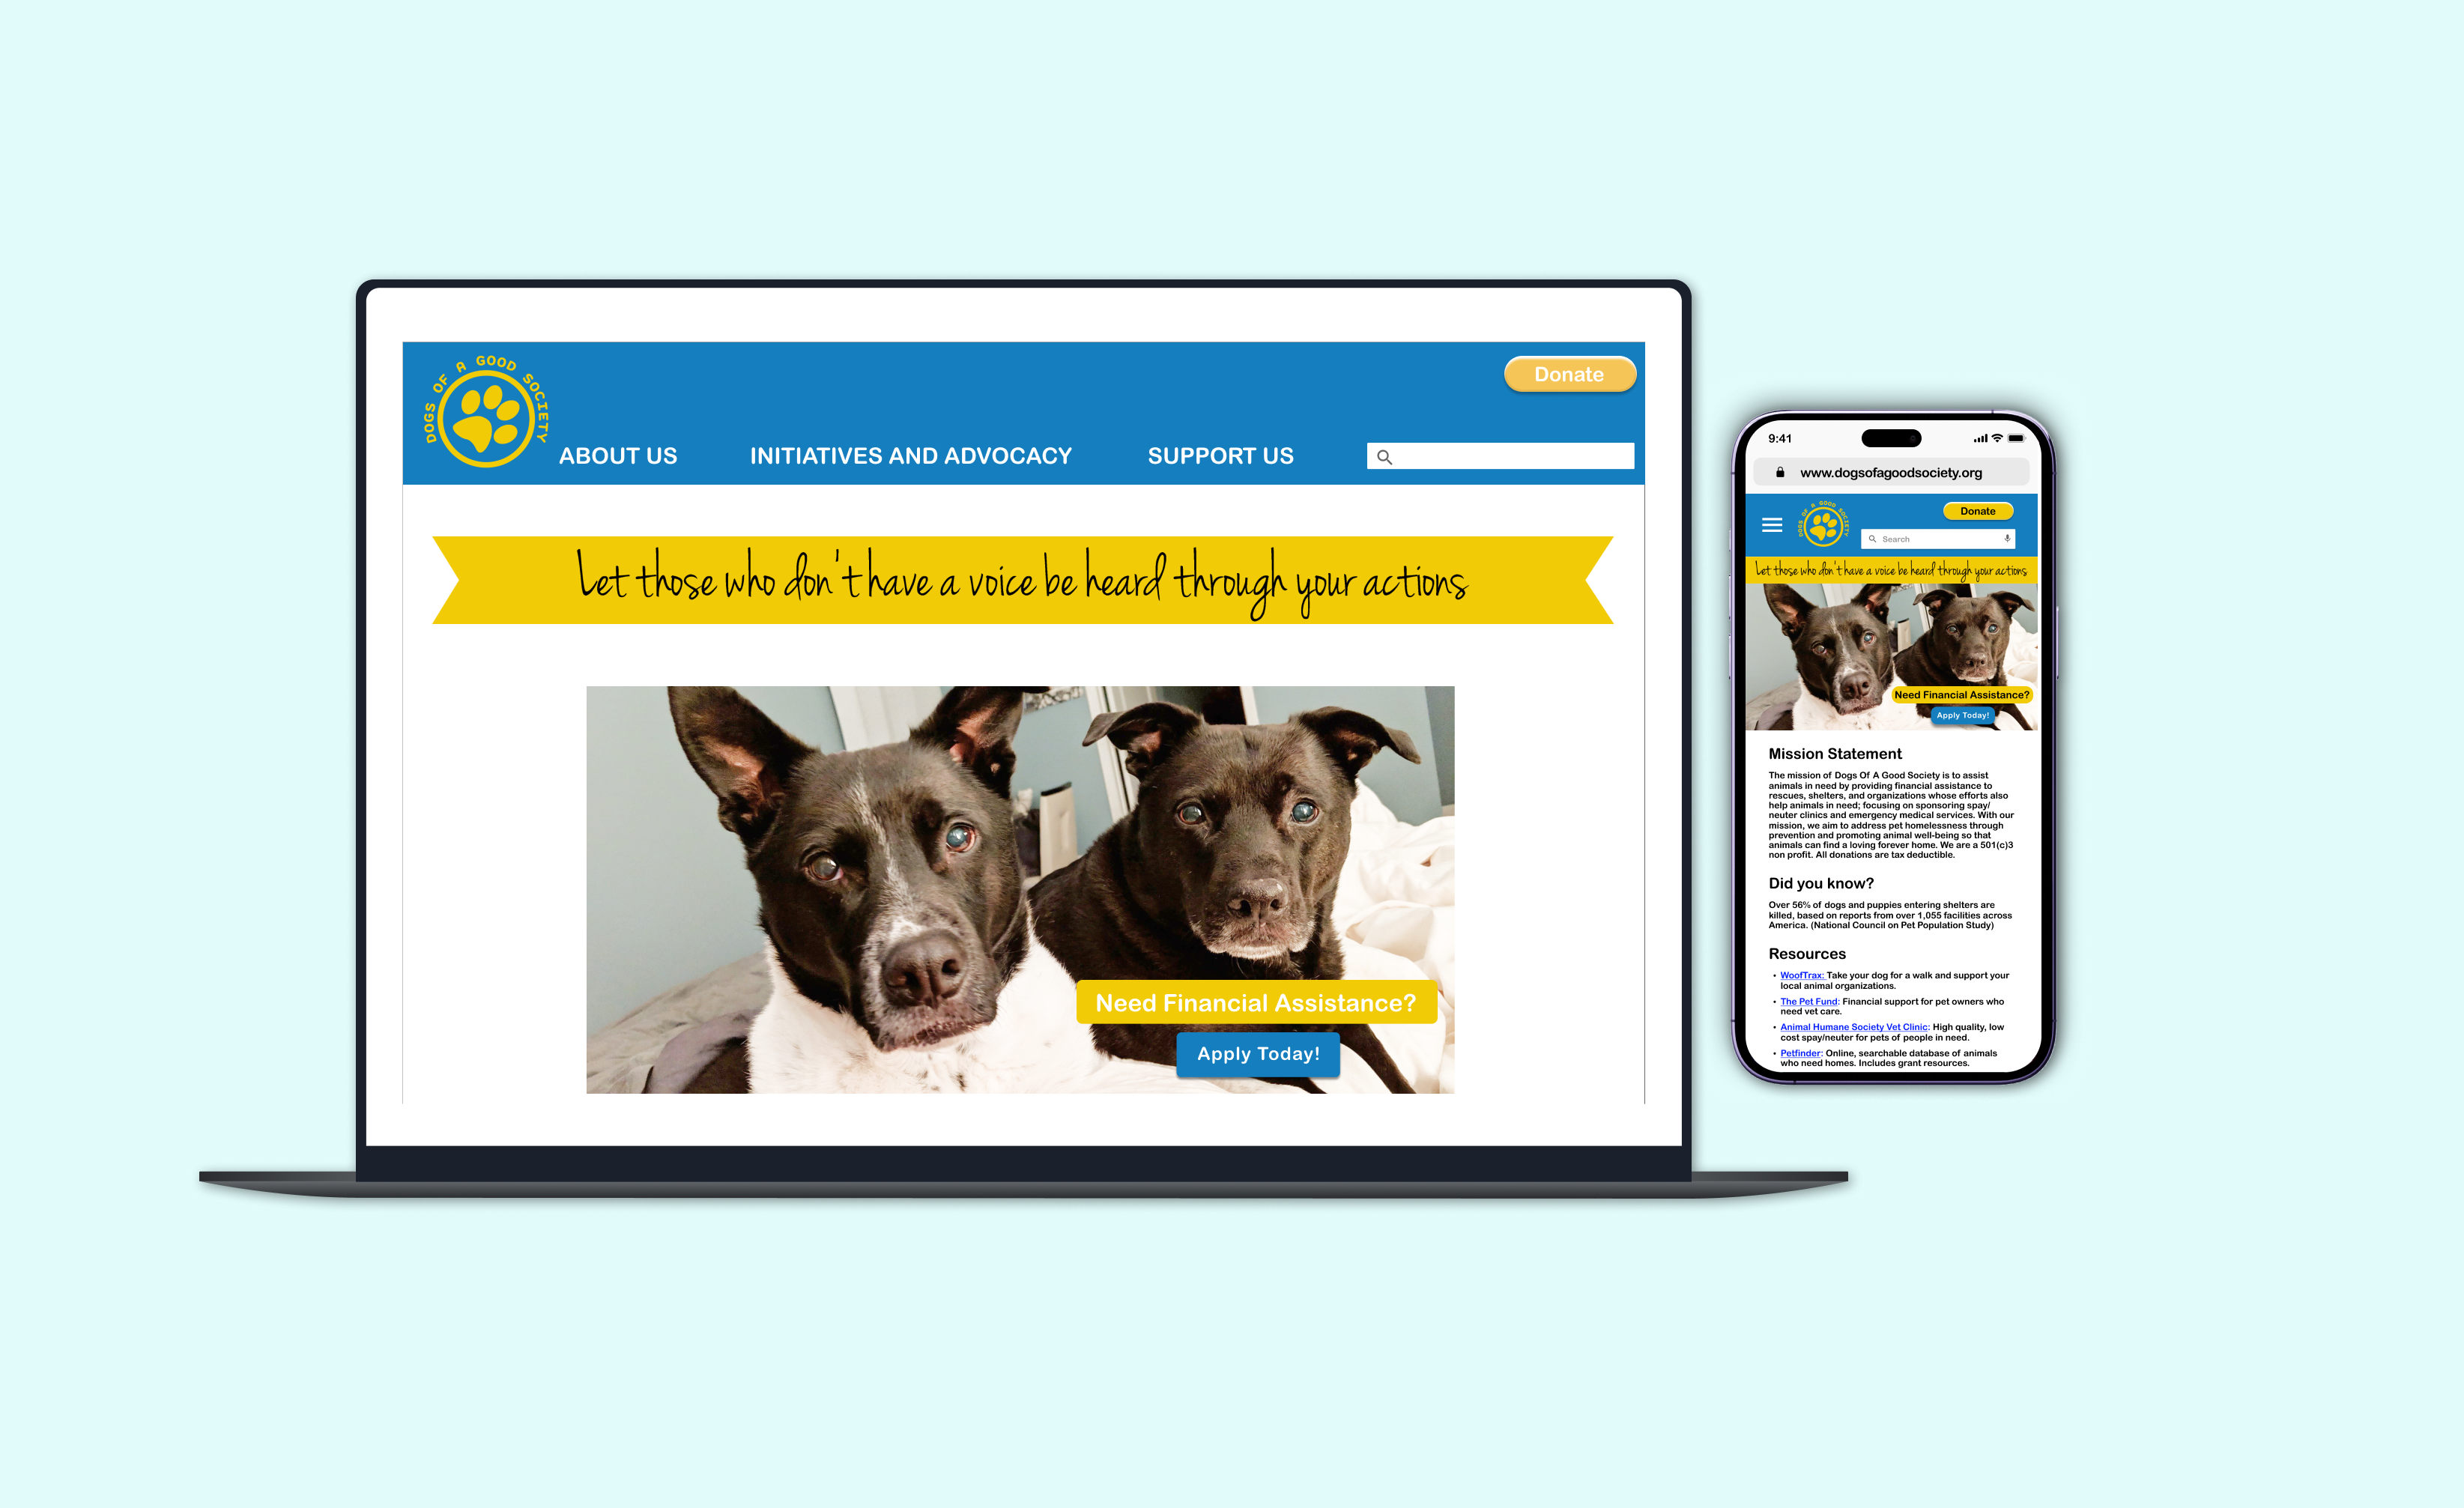 DOGS OF A GOOD SOCIETY
Donate
ABOUT US
INITIATIVES AND ADVOCACY
SUPPORT US
Let those who don't have a voice be heard through your actions
Need Financial Assistance?
Apply Today!
9:41
www.dogsofagoodsociety.org
DOGS OF A GOOD SOCIETY
Donate
Search
Let those who don't have a voice be heard through your actions
Need Financial Assistance?
Apply Today!
Mission Statement
The mission of Dogs Of A Good Society is to assist
animals in need by providing financial assistance to
rescues, shelters, and organizations whose efforts also
help animals in need; focusing on sponsoring spay/
neuter clinics and emergency medical services. With our
mission, we aim to address pet homelessness through
prevention and promoting animal well-being so that
animals can find a loving forever home. We are a 501(c)3
non profit. All donations are tax deductible.
Did you know?
Over 56% of dogs and puppies entering shelters are
killed, based on reports from over 1,055 facilities across
America. (National Council on Pet Population Study)
Resources
• WoofTrax: Take your dog for a walk and support your
local animal organizations.
• The Pet Fund: Financial support for pet owners who
need vet care.
• Animal Humane Society Vet Clinic: High quality, low
cost spay/neuter for pets of people in need.
• Petfinder: Online, searchable database of animals
who need homes. Includes grant resources.